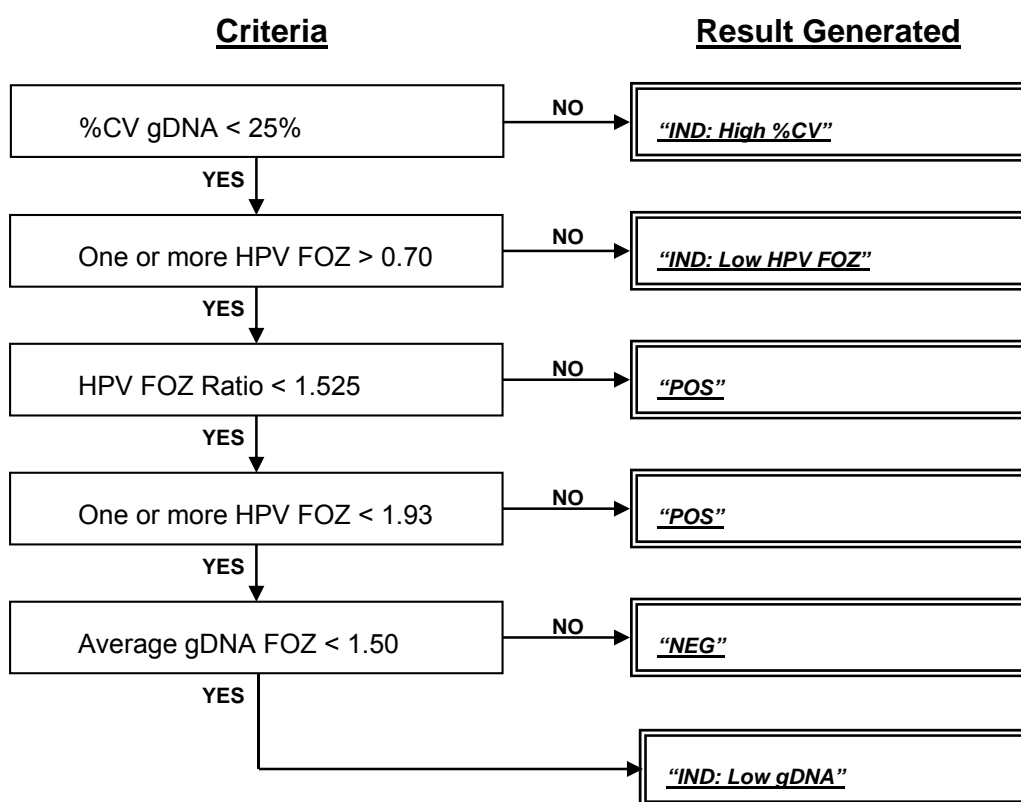 Criteria
Result Generated
%CV gDNA < 25%
NO
“IND: High %CV”
YES
One or more HPV FOZ > 0.70
NO
“IND: Low HPV FOZ”
YES
HPV FOZ Ratio < 1.525
NO
“POS”
YES
One or more HPV FOZ < 1.93
NO
“POS”
YES
Average gDNA FOZ < 1.50
NO
“NEG”
YES
“IND: Low gDNA”